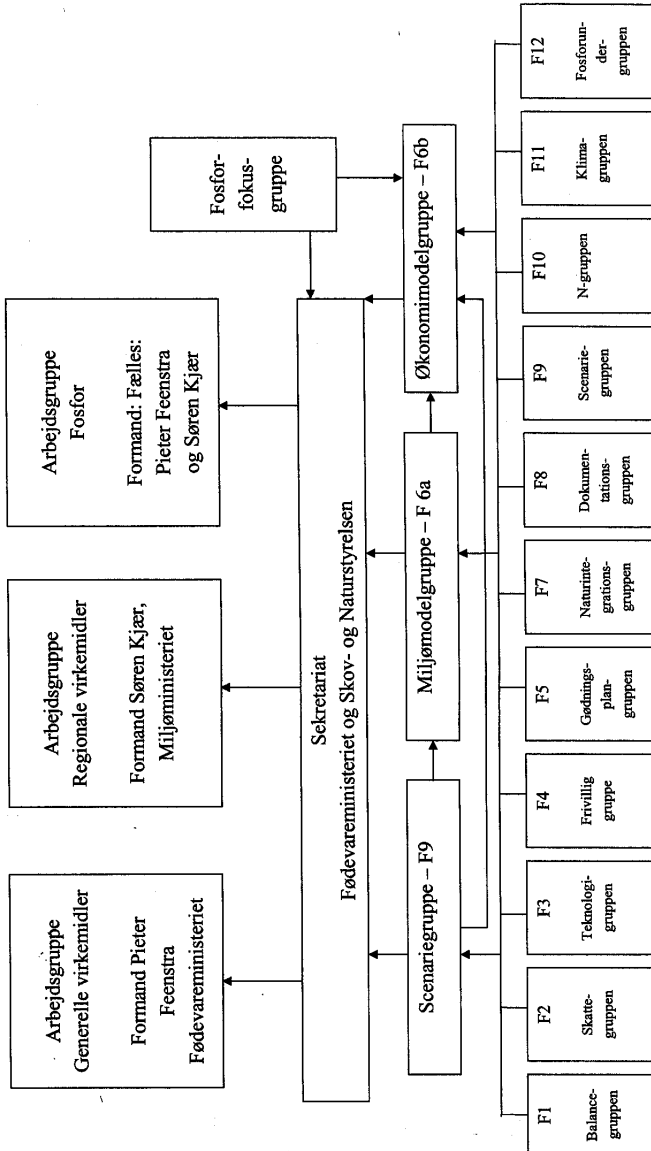 Arbejdsgruppe
Generelle virkemidler
Formand Pieter
Feenstra
Fødevareministeriet
Arbejdsgruppe
Regionale virkemidler
Formand Søren Kjær,
Miljøministeriet
Arbejdsgruppe
Fosfor
Formand: Fælles:
Pieter Feenstra
og Søren Kjær
Fosfor-
fokus-
gruppe
Sekretariat
Fødevareministeriet og Skov- og Naturstyrelsen
Scenariegruppe – F9
Miljømodelgruppe – F 6a
Økonomimodelgruppe – F6b
F1
Balance-
gruppen
F2
Skatte-
gruppen
F3
Teknologi-
gruppen
F4
Frivillig
gruppe
F5
Gødnings-
plan-
gruppen
F7
Naturinte-
grations-
gruppen
F8
Dokumen-
tations-
gruppen
F9
Scenarie-
gruppen
F10
N-gruppen
F11
Klima-
gruppen
F12
Fosforun-
der-
gruppen